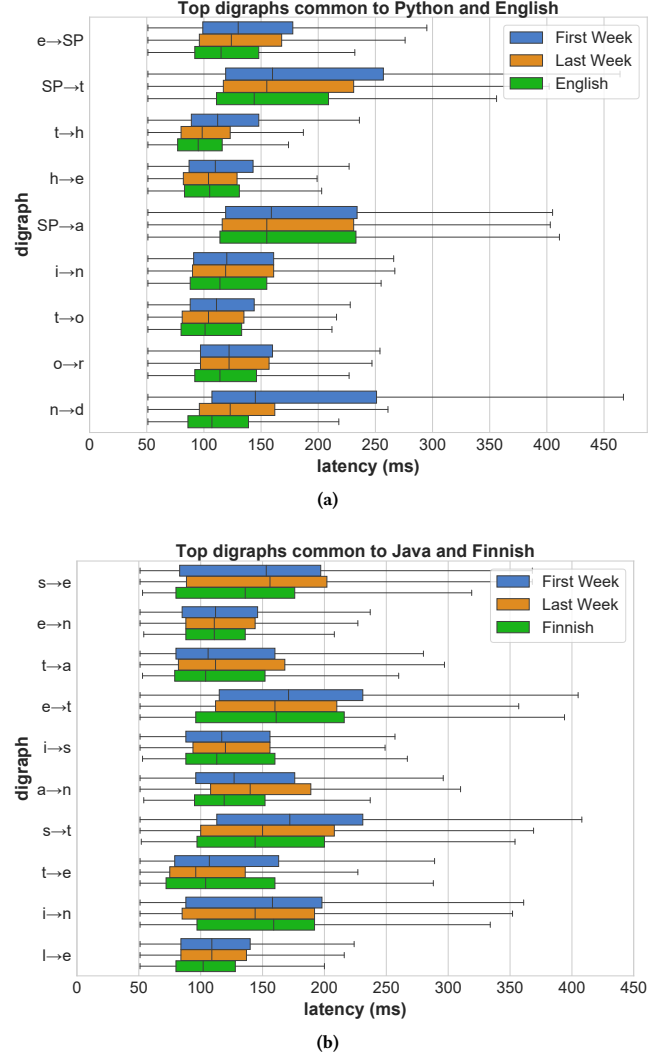 Top digraphs common to Python and English
First Week
Last Week
English
e→SP
SP→t
t→h
h→e
SP→a
i→n
t→o
o→r
n→d
digraph
0 50 100 150 200 250 300 350 400 450
latency (ms)
(a)
Top digraphs common to Java and Finnish
First Week
Last Week
Finnish
s→e
e→n
t→a
e→t
i→s
a→n
s→t
t→e
i→n
l→e
digraph
0 50 100 150 200 250 300 350 400 450
latency (ms)
(b)